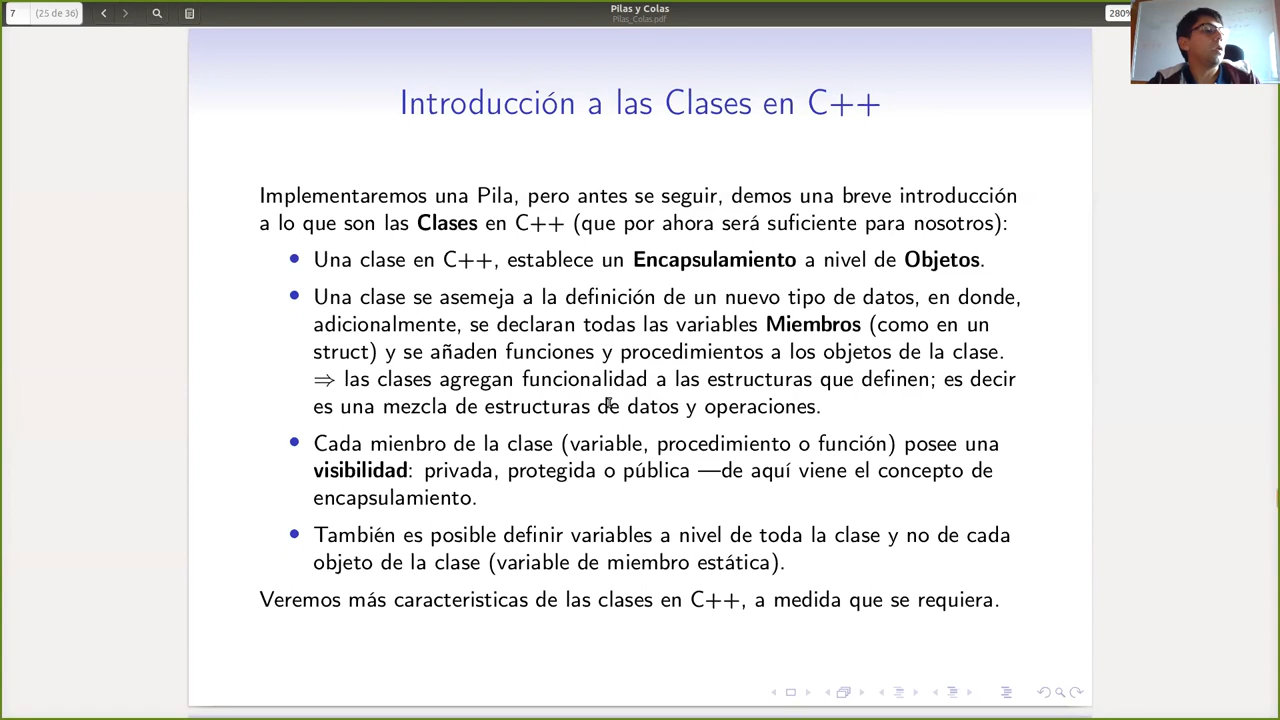 7
(25 de 36)
Pilas y Colas
Pilas_Colas.pdf
280%
Introducción a las Clases en C++
Implementaremos una Pila, pero antes se seguir, demos una breve introducción
a lo que son las Clases en C++ (que por ahora será suficiente para nosotros):
Una clase en C++, establece un Encapsulamiento a nivel de Objetos.
Una clase se asemeja a la definición de un nuevo tipo de datos, en donde,
adicionalmente, se declaran todas las variables Miembros (como en un
struct) y se añaden funciones y procedimientos a los objetos de la clase.
⇒ las clases agregan funcionalidad a las estructuras que definen; es decir
es una mezcla de estructuras de datos y operaciones.
Cada mienbro de la clase (variable, procedimiento o función) posee una
visibilidad: privada, protegida o pública —de aquí viene el concepto de
encapsulamiento.
También es posible definir variables a nivel de toda la clase y no de cada
objeto de la clase (variable de miembro estática).
Veremos más caracteristicas de las clases en C++, a medida que se requiera.